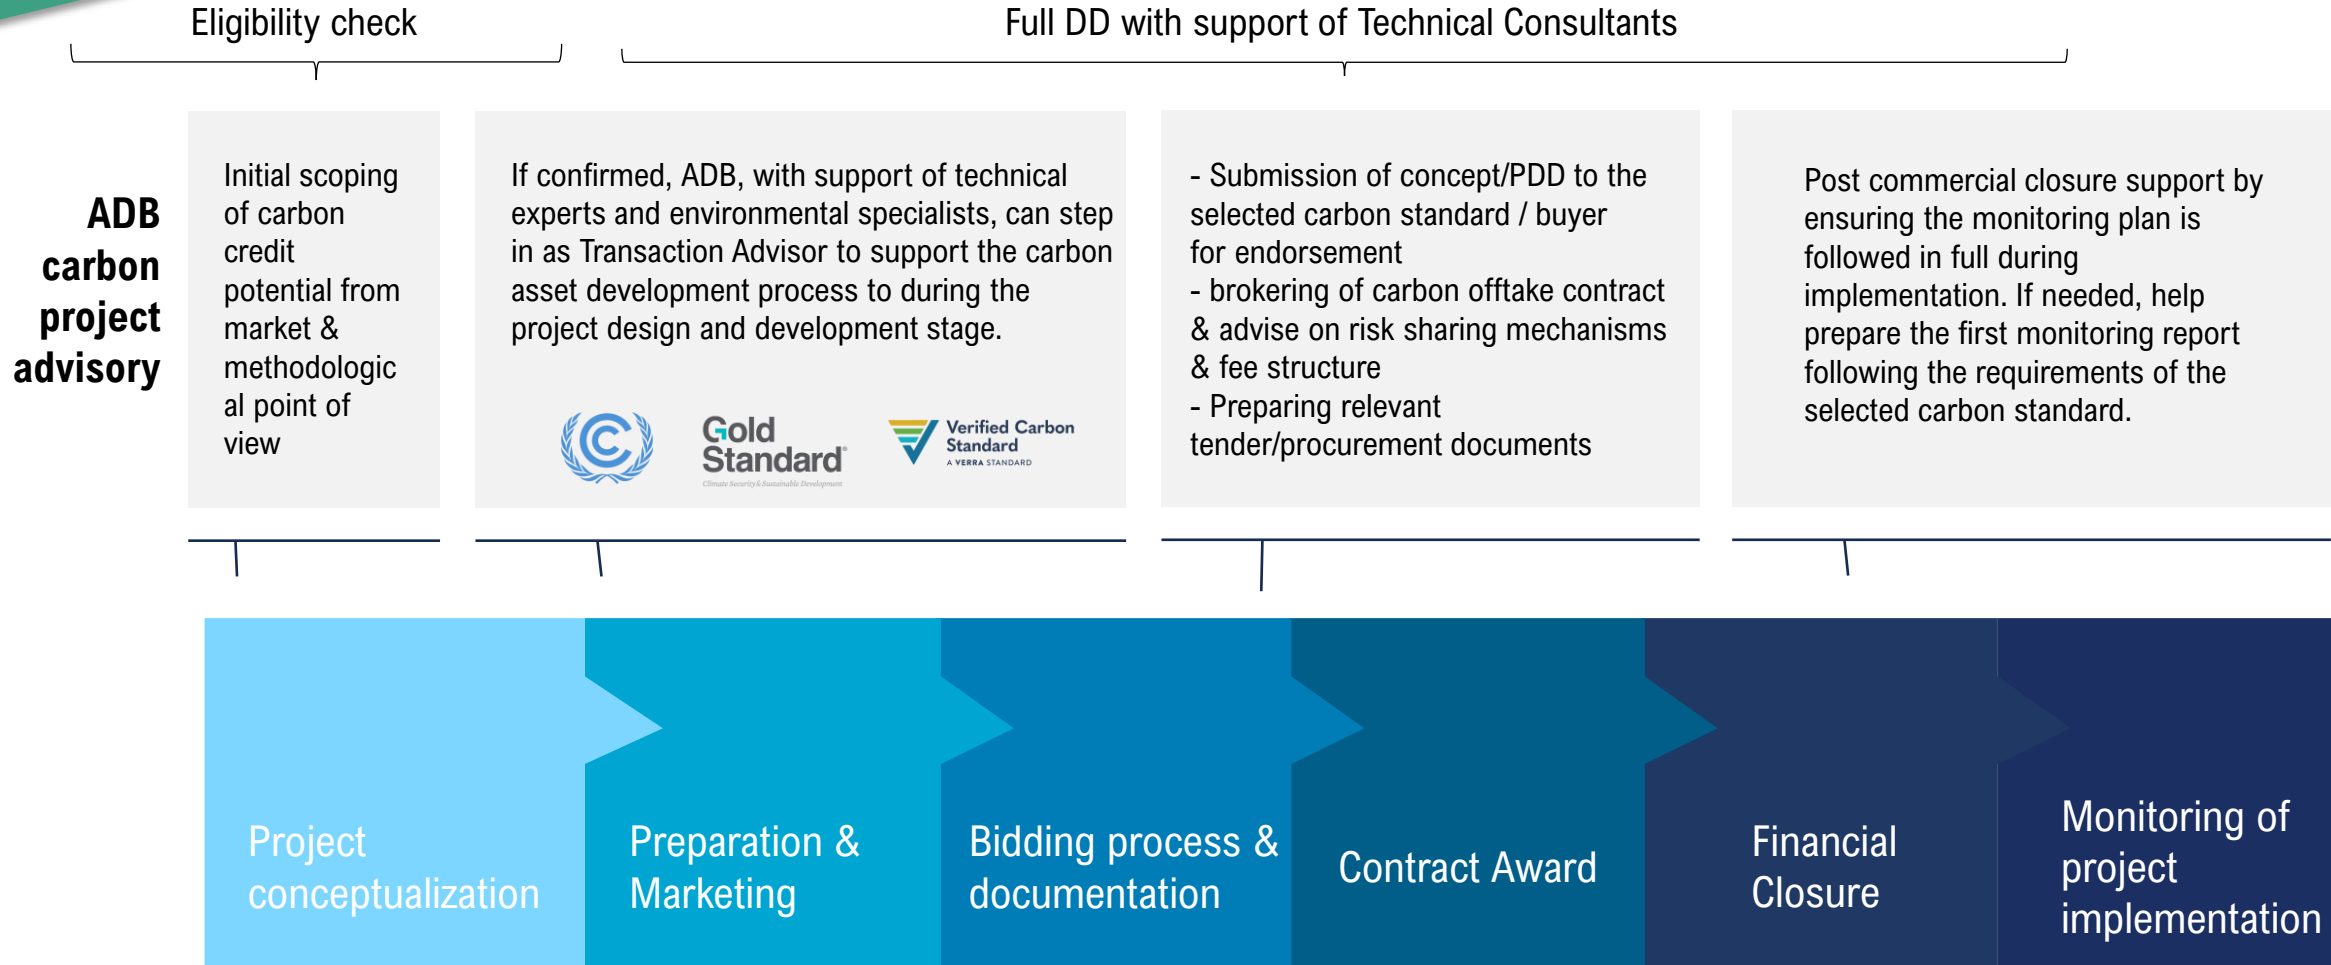 Eligibility check
Full DD with support of Technical Consultants
ADB
carbon
project
advisory
Initial scoping
of carbon
credit
potential from
market &
methodologic
al point of
view
If confirmed, ADB, with support of technical
experts and environmental specialists, can step
in as Transaction Advisor to support the carbon
asset development process to during the
project design and development stage.
Gold
Standard®
Climate Security & Sustainable Development
Verified Carbon
Standard
A VERRA STANDARD
- Submission of concept/PDD to the
selected carbon standard / buyer
for endorsement
- brokering of carbon offtake contract
& advise on risk sharing mechanisms
& fee structure
- Preparing relevant
tender/procurement documents
Post commercial closure support by
ensuring the monitoring plan is
followed in full during
implementation. If needed, help
prepare the first monitoring report
following the requirements of the
selected carbon standard.
Project
conceptualization
Preparation &
Marketing
Bidding process &
documentation
Contract Award
Financial
Closure
Monitoring of
project
implementation